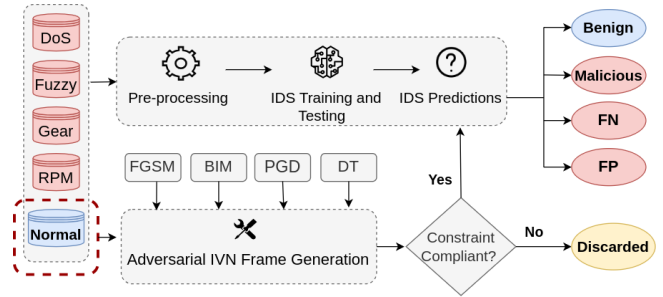 DoS
Fuzzy
Gear
RPM
Normal
Pre-processing
IDS Training and
Testing
IDS Predictions
Benign
Malicious
FN
FP
FGSM
BIM
PGD
DT
Adversarial IVN Frame Generation
Yes
Constraint
Compliant?
No
Discarded